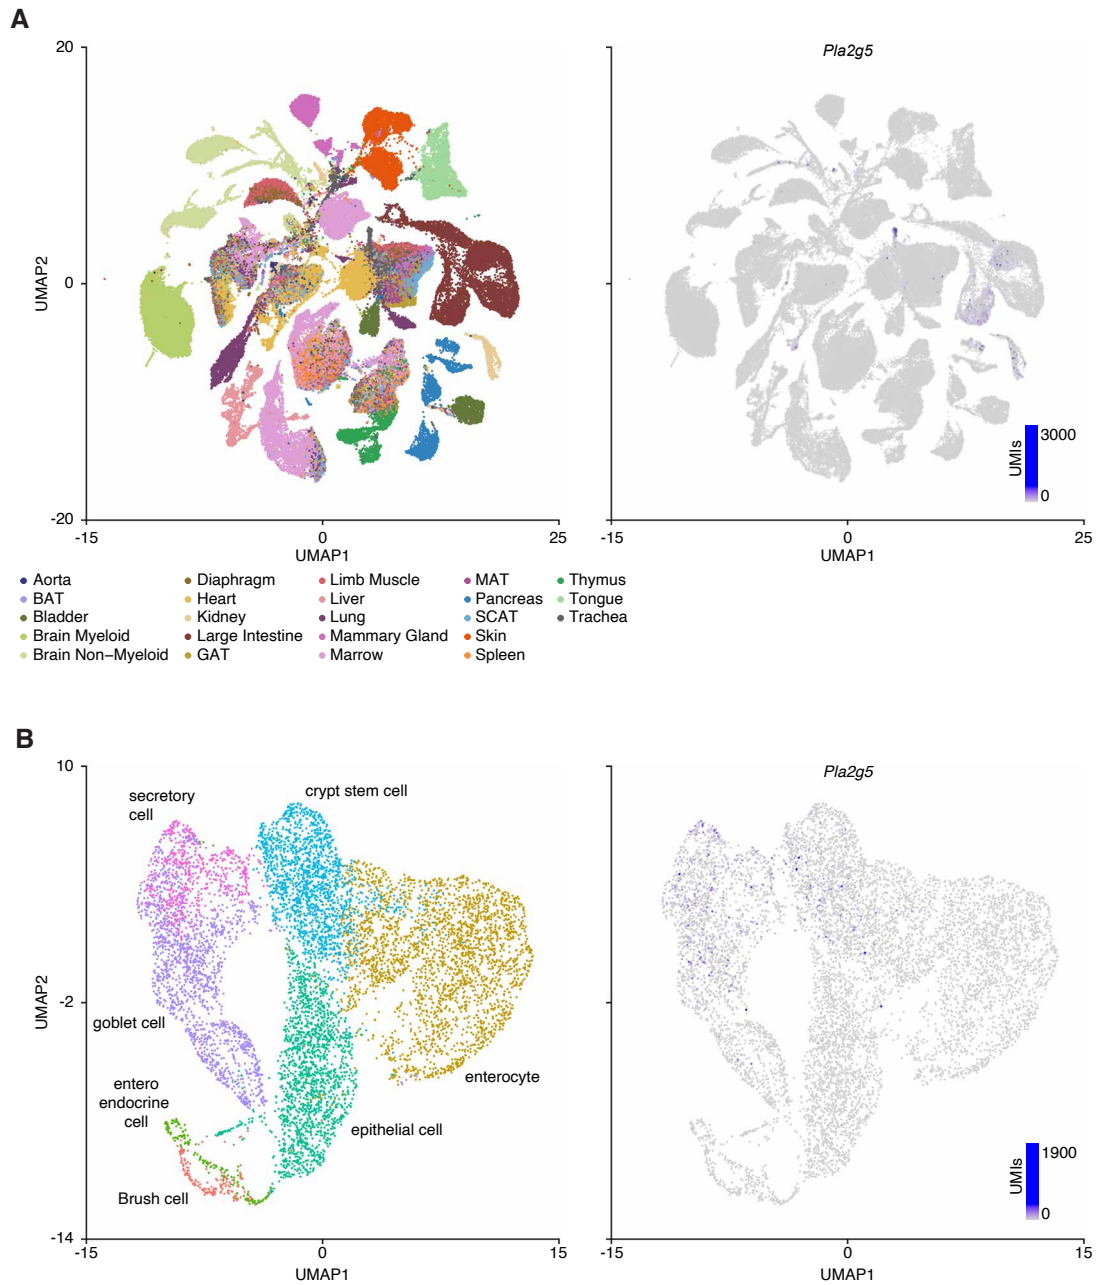 A
Pla2g5
20
0
-20
-15
0
25
UMAP1
UMAP2
-15
0
25
UMAP1
UMIs
3000
0
Aorta
BAT
Bladder
Brain Myeloid
Brain Non−Myeloid
Diaphragm
Heart
Kidney
Large Intestine
GAT
Limb Muscle
Liver
Lung
Mammary Gland
Marrow
MAT
Pancreas
SCAT
Skin
Spleen
Thymus
Tongue
Trachea
B
Pla2g5
10
-2
-14
-15
0
15
UMAP1
UMAP2
secretory
cell
crypt stem cell
goblet cell
entero
endocrine
cell
enterocyte
epithelial cell
Brush cell
-15
0
15
UMAP1
UMIs
1900
0